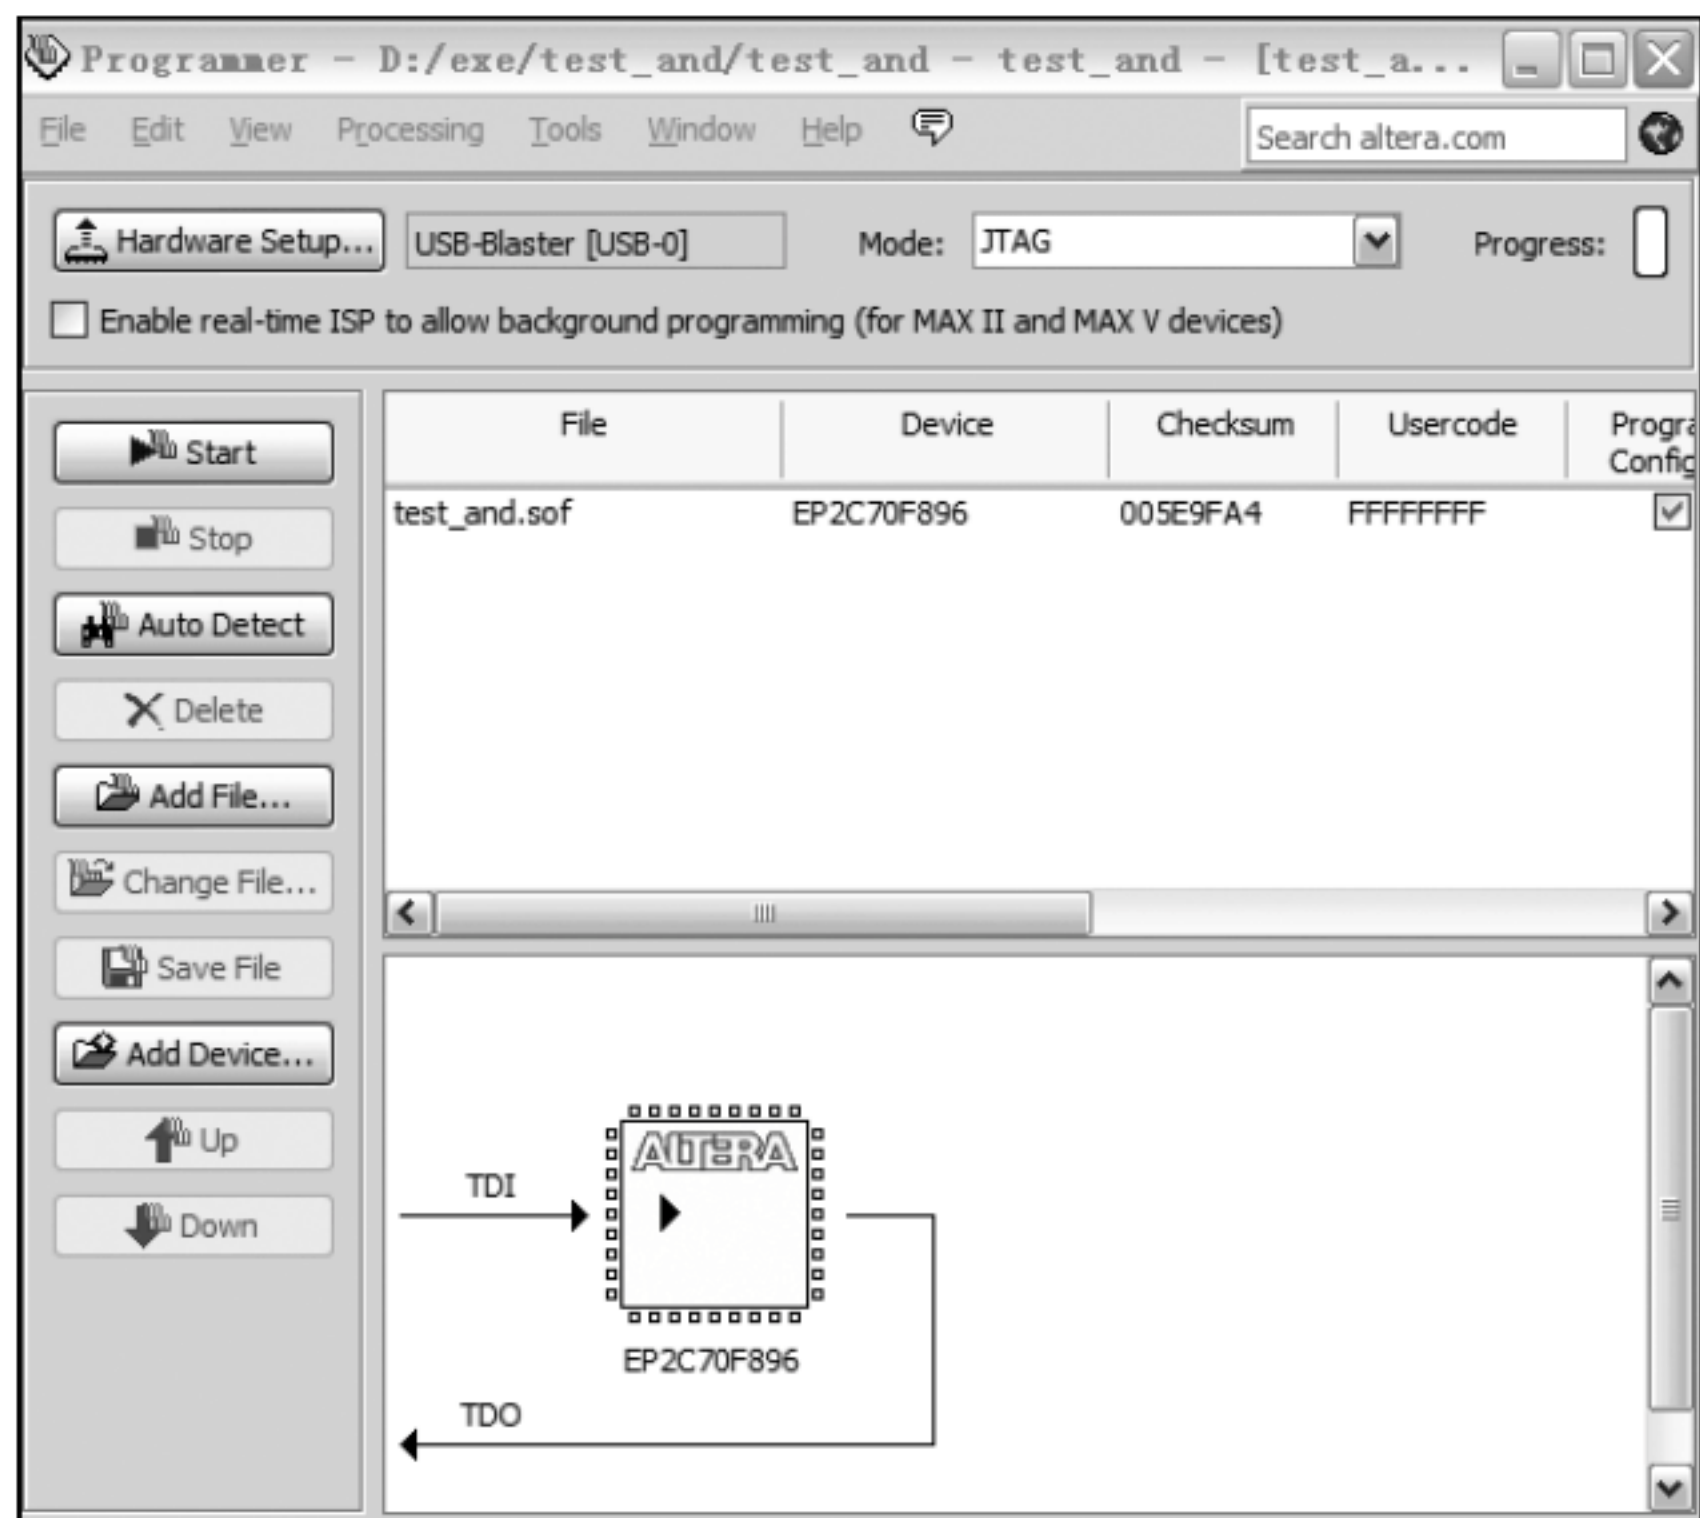 Programmer - D:/exe/test_and/test_and - test_and - [test_a...
File Edit View Processing Tools Window Help
Search altera.com
Hardware Setup... USB-Blaster [USB-0] Mode: JTAG Progress:
Enable real-time ISP to allow background programming (for MAX II and MAX V devices)
Start
Stop
Auto Detect
Delete
Add File...
Change File...
Save File
Add Device...
Up
Down
File Device Checksum Usercode Progra
Config
test_and.sof EP2C70F896 005E9FA4 FFFFFFFF
ALTERA
TDI
EP2C70F896
TDO